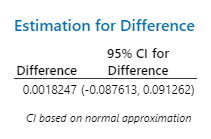 Estimation for Difference
95% CI for
Difference Difference
0.0018247 (-0.087613, 0.091262)
CI based on normal approximation